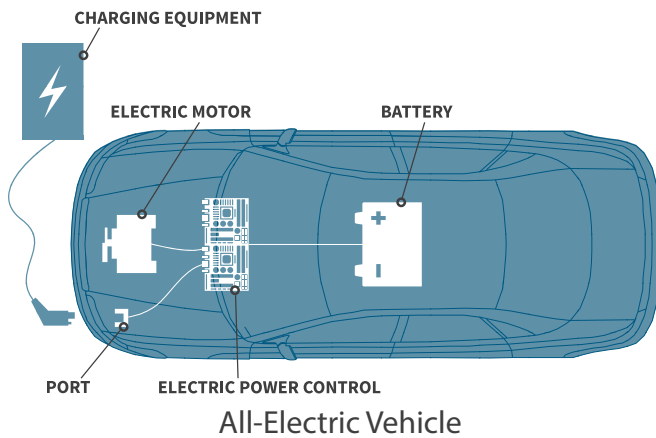 CHARGING EQUIPMENT
ELECTRIC MOTOR
BATTERY
PORT
ELECTRIC POWER CONTROL
All-Electric Vehicle